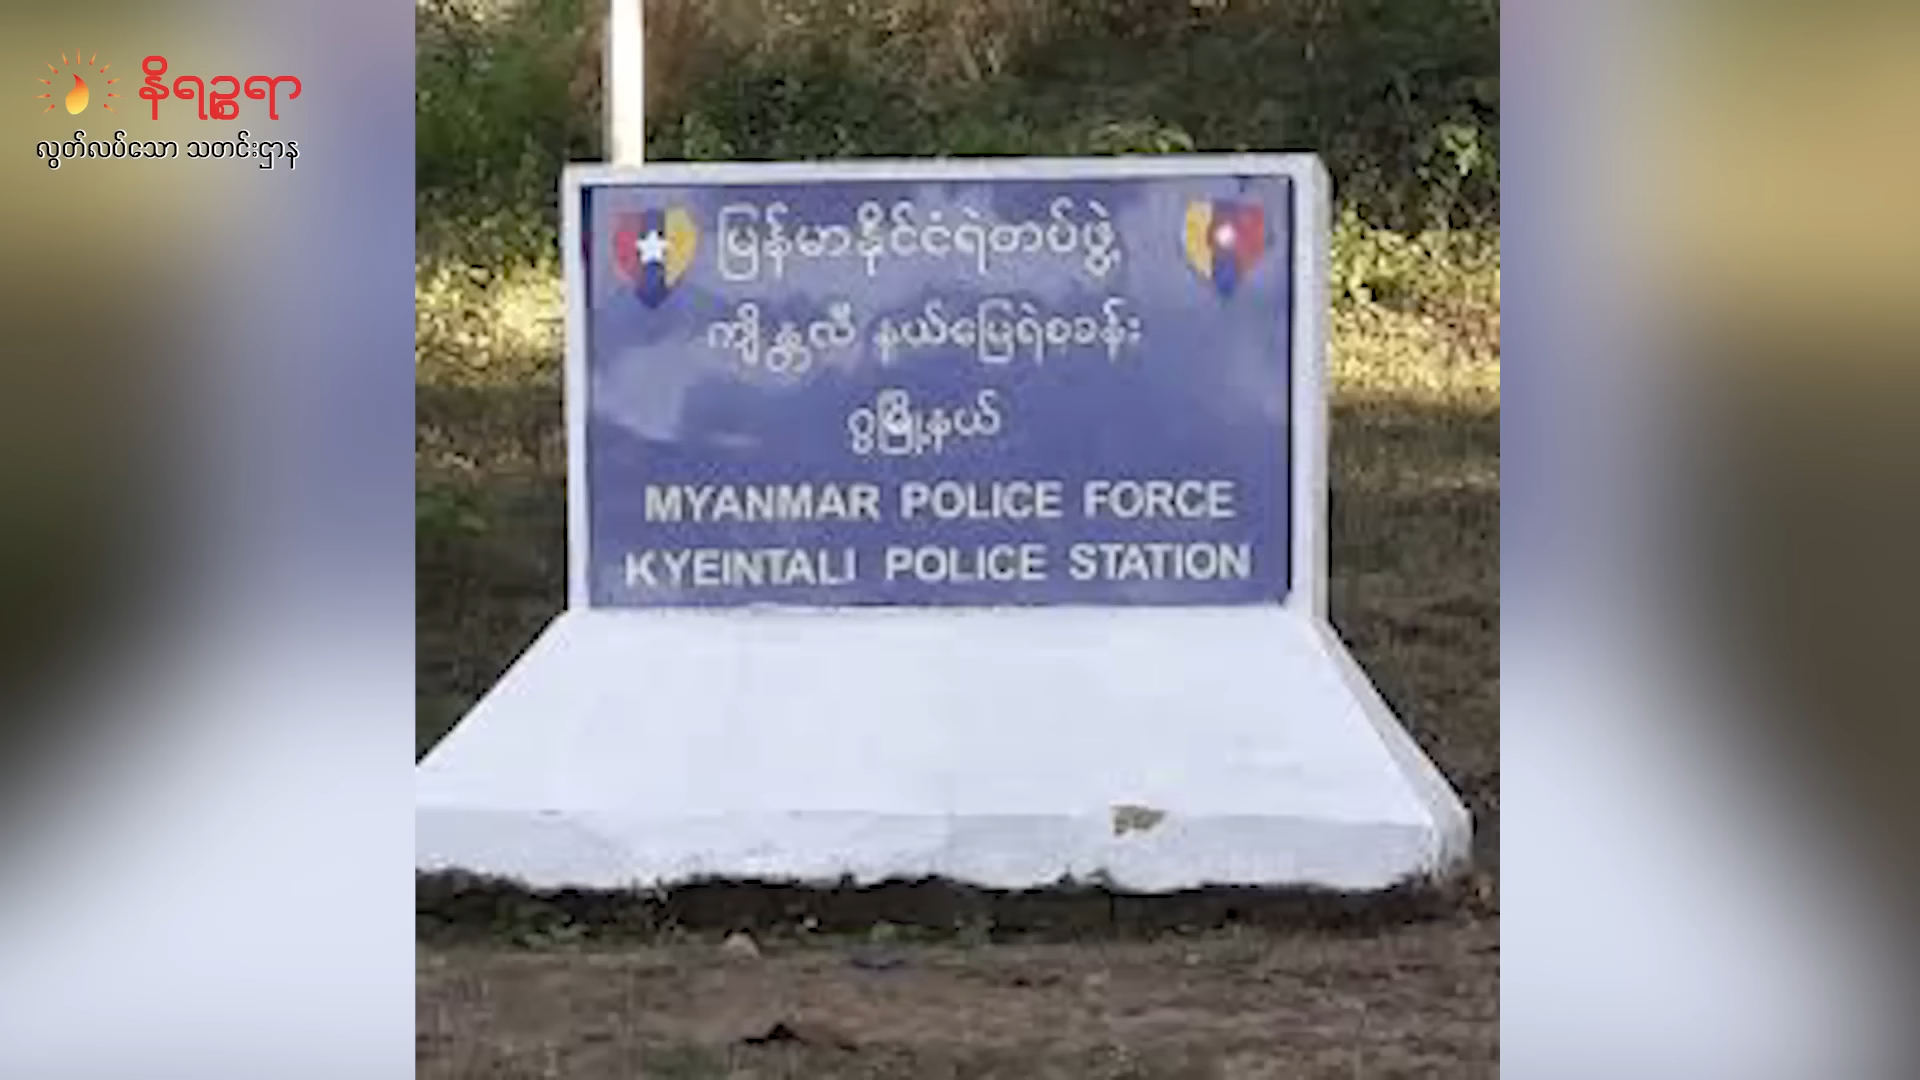 နိရဉ္စရာ
လွတ်လပ်သော သတင်းဌာန
မြန်မာနိုင်ငံရဲတပ်ဖွဲ့
ကျိန္တလီ နယ်မြေရဲစခန်း
ဂွမြို့နယ်
MYANMAR POLICE FORCE
KYEINTALI POLICE STATION